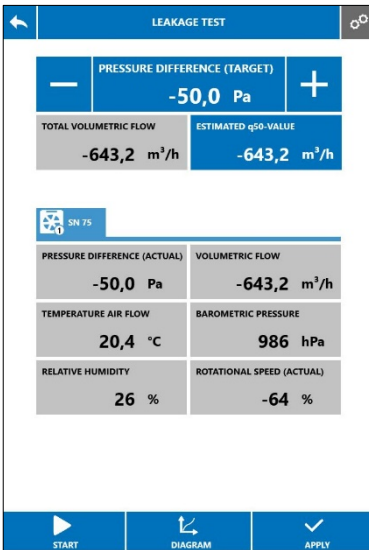 LEAKAGE TEST
PRESSURE DIFFERENCE (TARGET)
-50,0 Pa
TOTAL VOLUMETRIC FLOW
-643,2 m³/h
ESTIMATED q50-VALUE
-643,2 m³/h
1
SN 75
PRESSURE DIFFERENCE (ACTUAL)
-50,0 Pa
VOLUMETRIC FLOW
-643,2 m³/h
TEMPERATURE AIR FLOW
20,4 °C
BAROMETRIC PRESSURE
986 hPa
RELATIVE HUMIDITY
26 %
ROTATIONAL SPEED (ACTUAL)
-64 %
START
DIAGRAM
APPLY